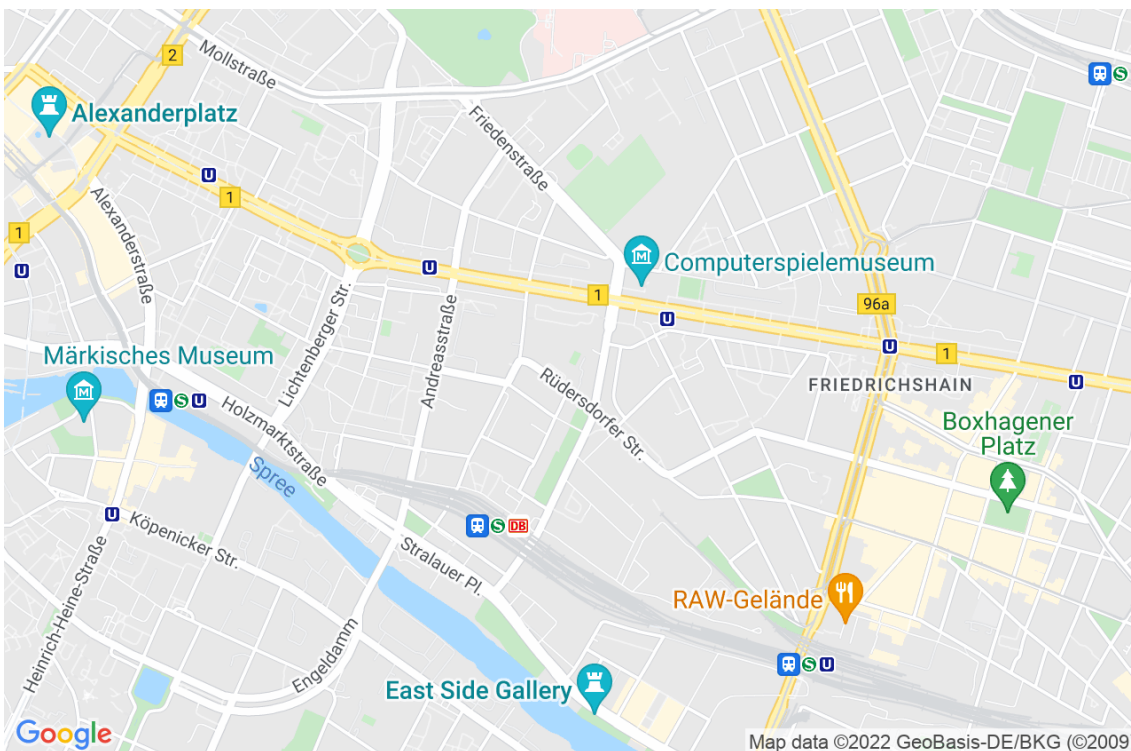 Mollstraße
2
Alexanderplatz
Friedenstraße
S
U
1
Alexanderstraße
1
U
U
Computerspielemuseum
1
96a
U
Lichtenberger Str.
Andreasstraße
U
1
Märkisches Museum
U
FRIEDRICHSHAIN
Rüdersdorfer Str.
S U
Holzmarktstraße
Boxhagener
Platz
Spree
U
Köpenicker Str.
S DB
Stralauer Pl.
Heinrich-Heine-Straße
RAW-Gelände
Engeldamm
S U
East Side Gallery
Google
Map data ©2022 GeoBasis-DE/BKG (©2009